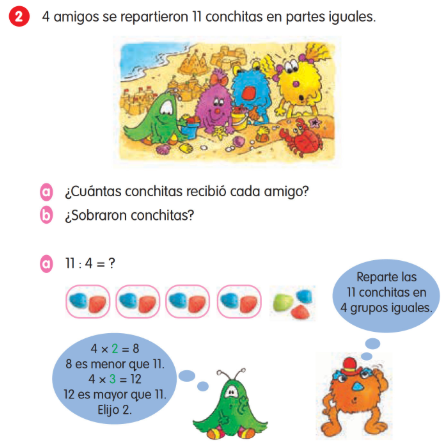 2 4 amigos se repartieron 11 conchitas en partes iguales.
a ¿Cuántas conchitas recibió cada amigo?
b ¿Sobraron conchitas?
a 11 : 4 = ?
Reparte las
11 conchitas en
4 grupos iguales.
4 × 2 = 8
8 es menor que 11.
4 × 3 = 12
12 es mayor que 11.
Elijo 2.